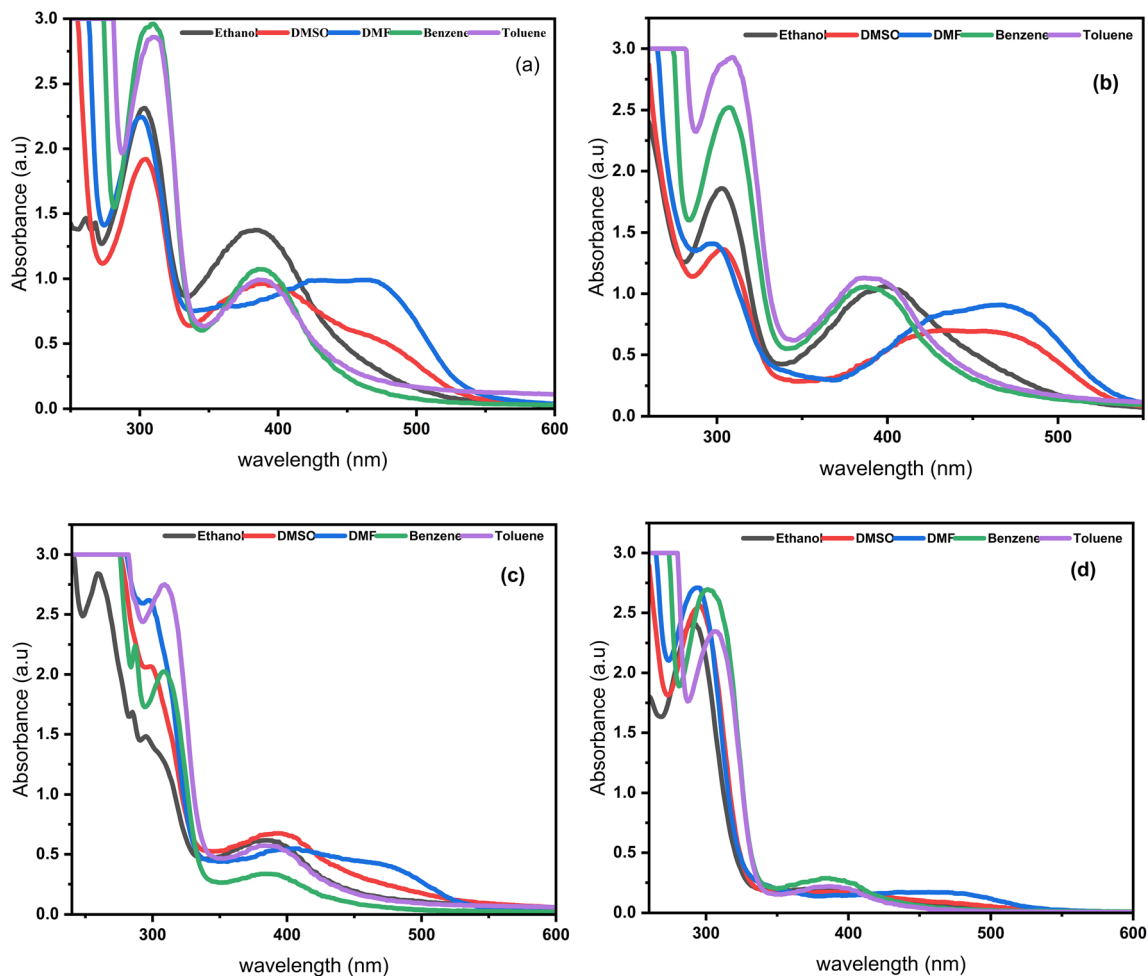 Ethanol DMSO DMF Benzene Toluene
(a)
3.0
2.5
2.0
1.5
1.0
0.5
0.0
Absorbance (a.u)
300 400 500 600
wavelength (nm)
Ethanol DMSO DMF Benzene Toluene
(b)
3.0
2.5
2.0
1.5
1.0
0.5
0.0
Absorbance (a.u)
300 400 500
wavelength (nm)
Ethanol DMSO DMF Benzene Toluene
(c)
3.0
2.5
2.0
1.5
1.0
0.5
0.0
Absorbance (a.u)
300 400 500 600
wavelength (nm)
Ethanol DMSO DMF Benzene Toluene
(d)
3.0
2.5
2.0
1.5
1.0
0.5
0.0
Absorbance (a.u)
300 400 500 600
wavelength (nm)